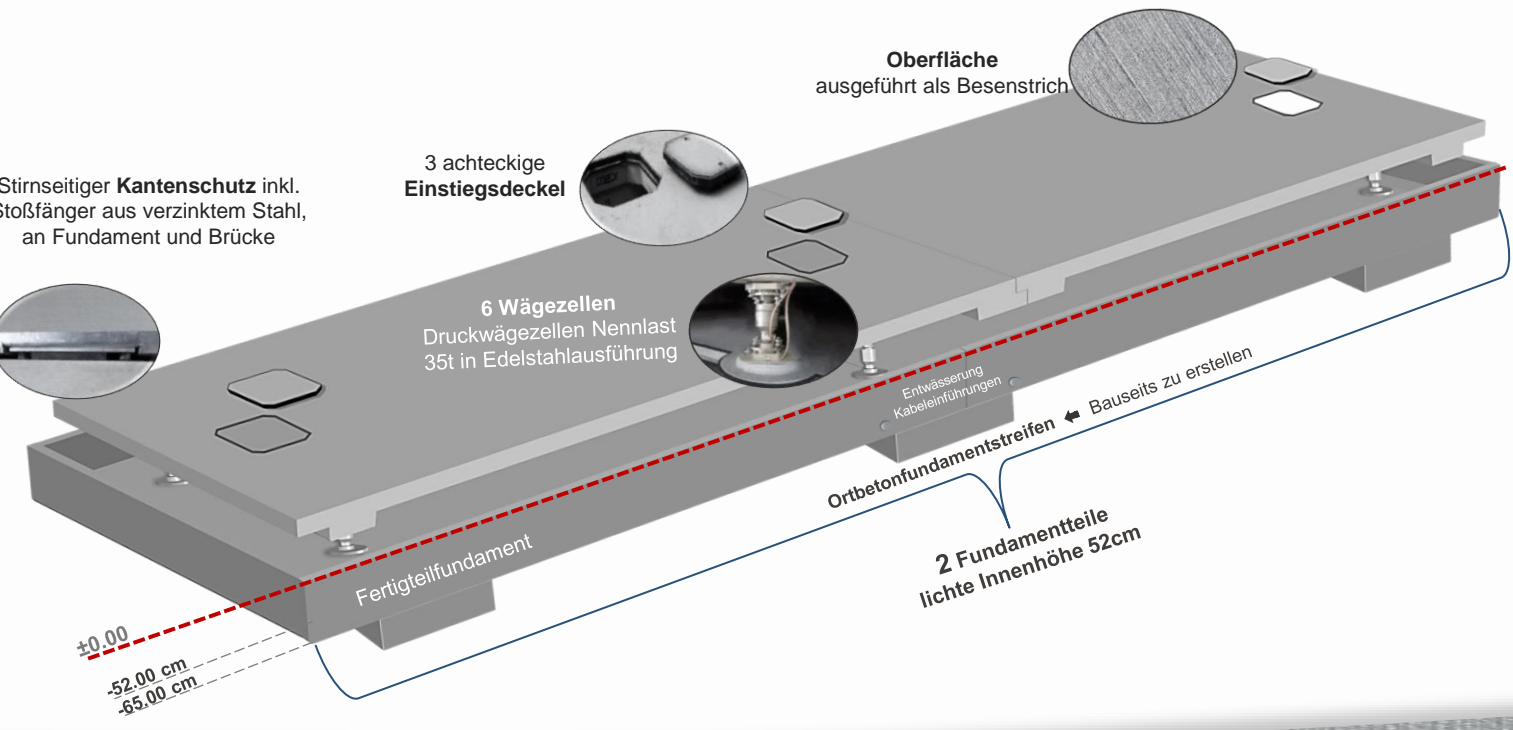 Oberfläche
ausgeführt als Besenstrich
3 achteckige
Einstiegsdeckel
Stirnseitiger Kantenschutz inkl.
Stoßfänger aus verzinktem Stahl,
an Fundament und Brücke
6 Wägezellen
Druckwägezellen Nennlast
35t in Edelstahlausführung
Entwässerung
Kabeleinführungen
Ortbetonfundamentstreifen 🡸 Bauseits zu erstellen
2 Fundamentteile
lichte Innenhöhe 52cm
Fertigteilfundament
±0.00
-52.00 cm
-65.00 cm